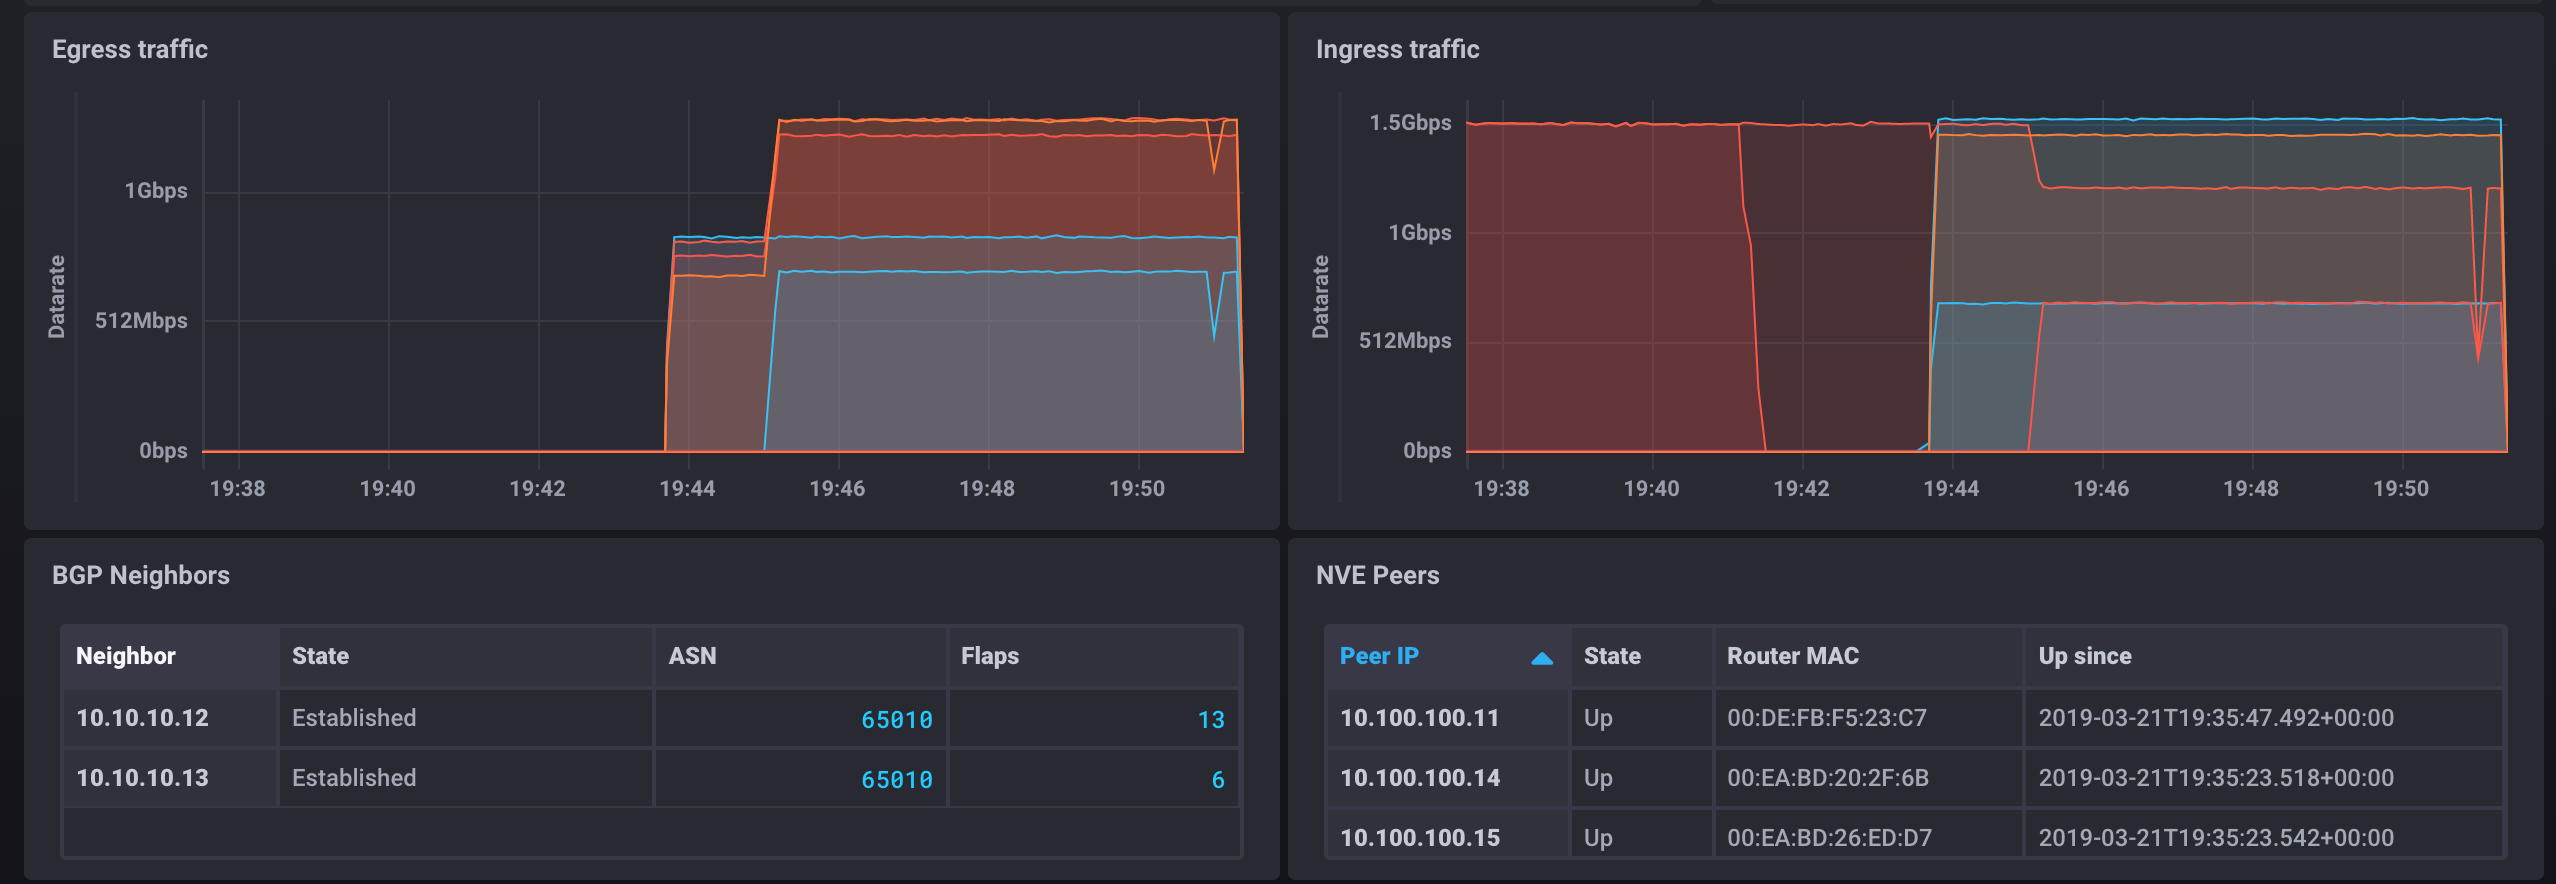 Egress traffic
Datarate
1Gbps
512Mbps
0bps
19:38 19:40 19:42 19:44 19:46 19:48 19:50
Ingress traffic
Datarate
1.5Gbps
1Gbps
512Mbps
0bps
19:38 19:40 19:42 19:44 19:46 19:48 19:50
BGP Neighbors
Neighbor State ASN Flaps
10.10.10.12 Established 65010 13
10.10.10.13 Established 65010 6
NVE Peers
Peer IP State Router MAC Up since
10.100.100.11 Up 00:DE:FB:F5:23:C7 2019-03-21T19:35:47.492+00:00
10.100.100.14 Up 00:EA:BD:20:2F:6B 2019-03-21T19:35:23.518+00:00
10.100.100.15 Up 00:EA:BD:26:ED:D7 2019-03-21T19:35:23.542+00:00